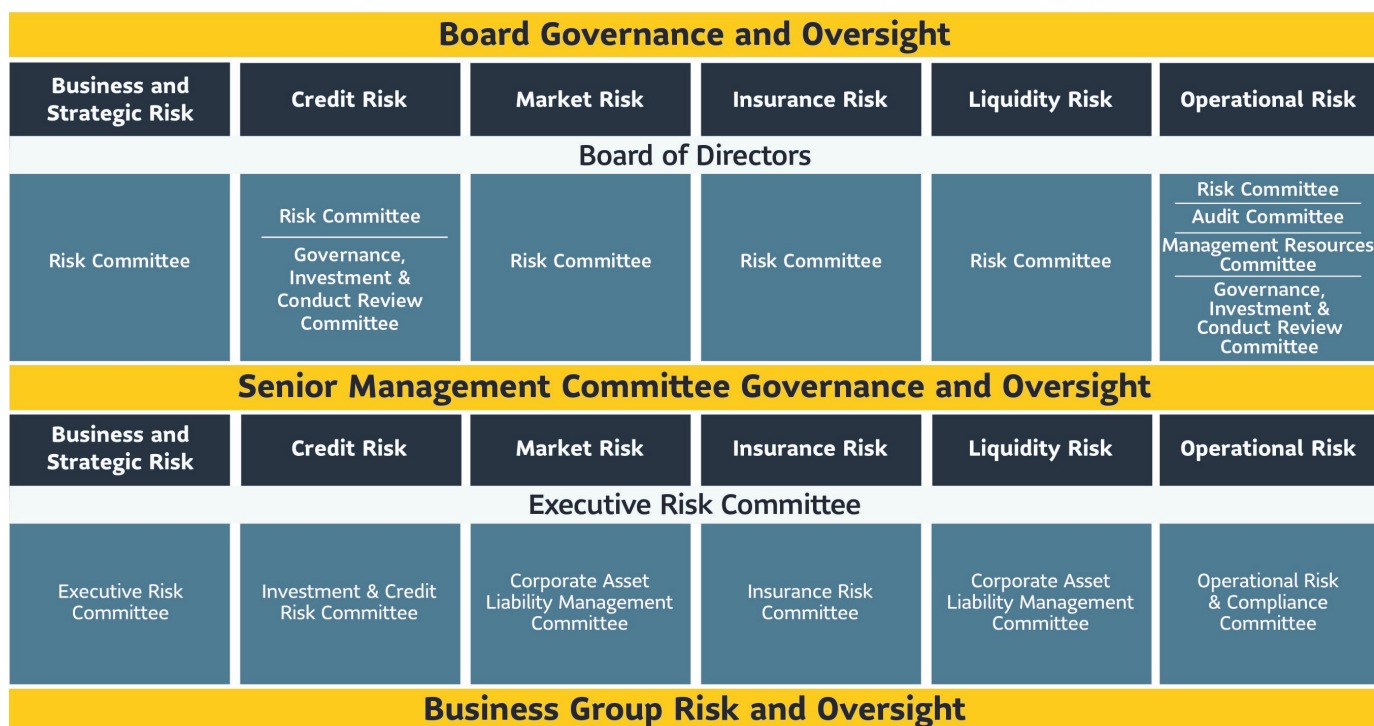 Board Governance and Oversight
Business and
Strategic Risk
Credit Risk
Market Risk
Insurance Risk
Liquidity Risk
Operational Risk
Board of Directors
Risk Committee
Risk Committee
Governance,
Investment &
Conduct Review
Committee
Risk Committee
Risk Committee
Risk Committee
Risk Committee
Audit Committee
Management Resources
Committee
Governance,
Investment &
Conduct Review
Committee
Senior Management Committee Governance and Oversight
Business and
Strategic Risk
Credit Risk
Market Risk
Insurance Risk
Liquidity Risk
Operational Risk
Executive Risk Committee
Executive Risk
Committee
Investment & Credit
Risk Committee
Corporate Asset
Liability Management
Committee
Insurance Risk
Committee
Corporate Asset
Liability Management
Committee
Operational Risk
& Compliance
Committee
Business Group Risk and Oversight